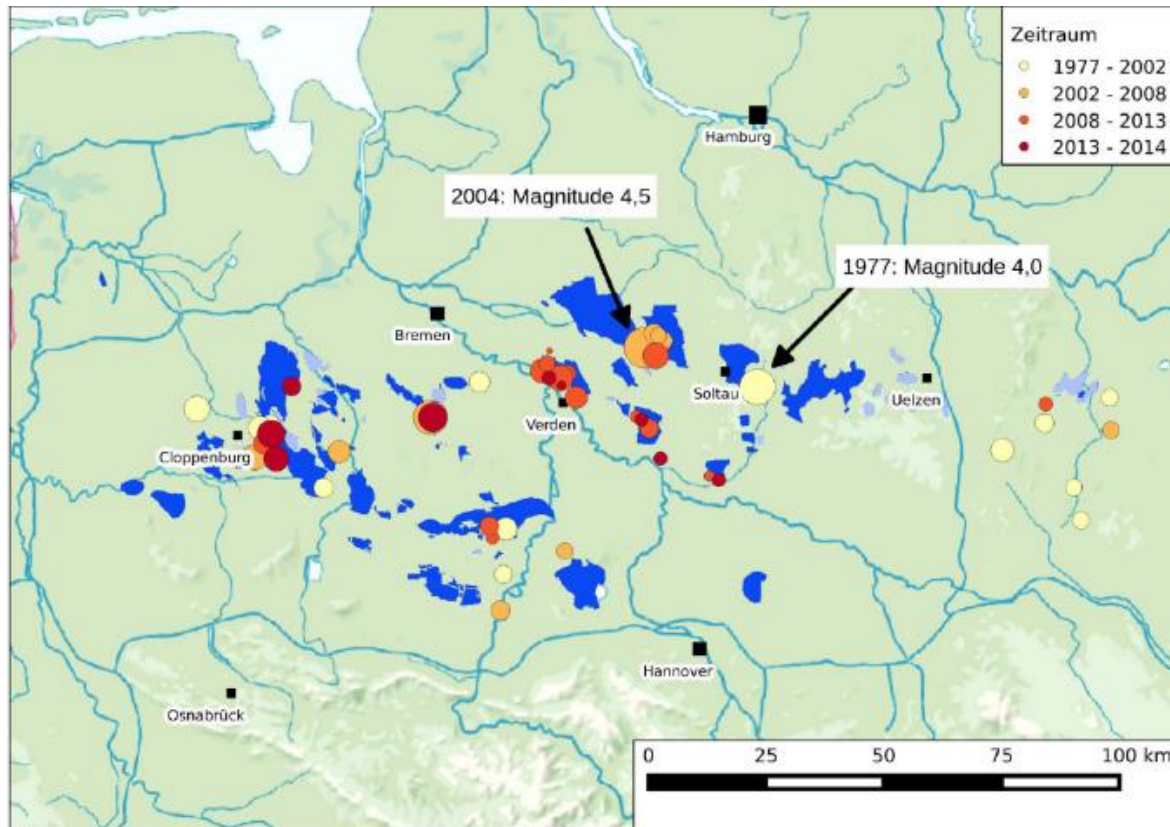 Zeitraum
1977 - 2002
2002 - 2008
2008 - 2013
2013 - 2014
Hamburg
2004: Magnitude 4,5
1977: Magnitude 4,0
Bremen
Soltau
Uelzen
Verden
Cloppenburg
Hannover
Osnabrück
0 25 50 75 100 km